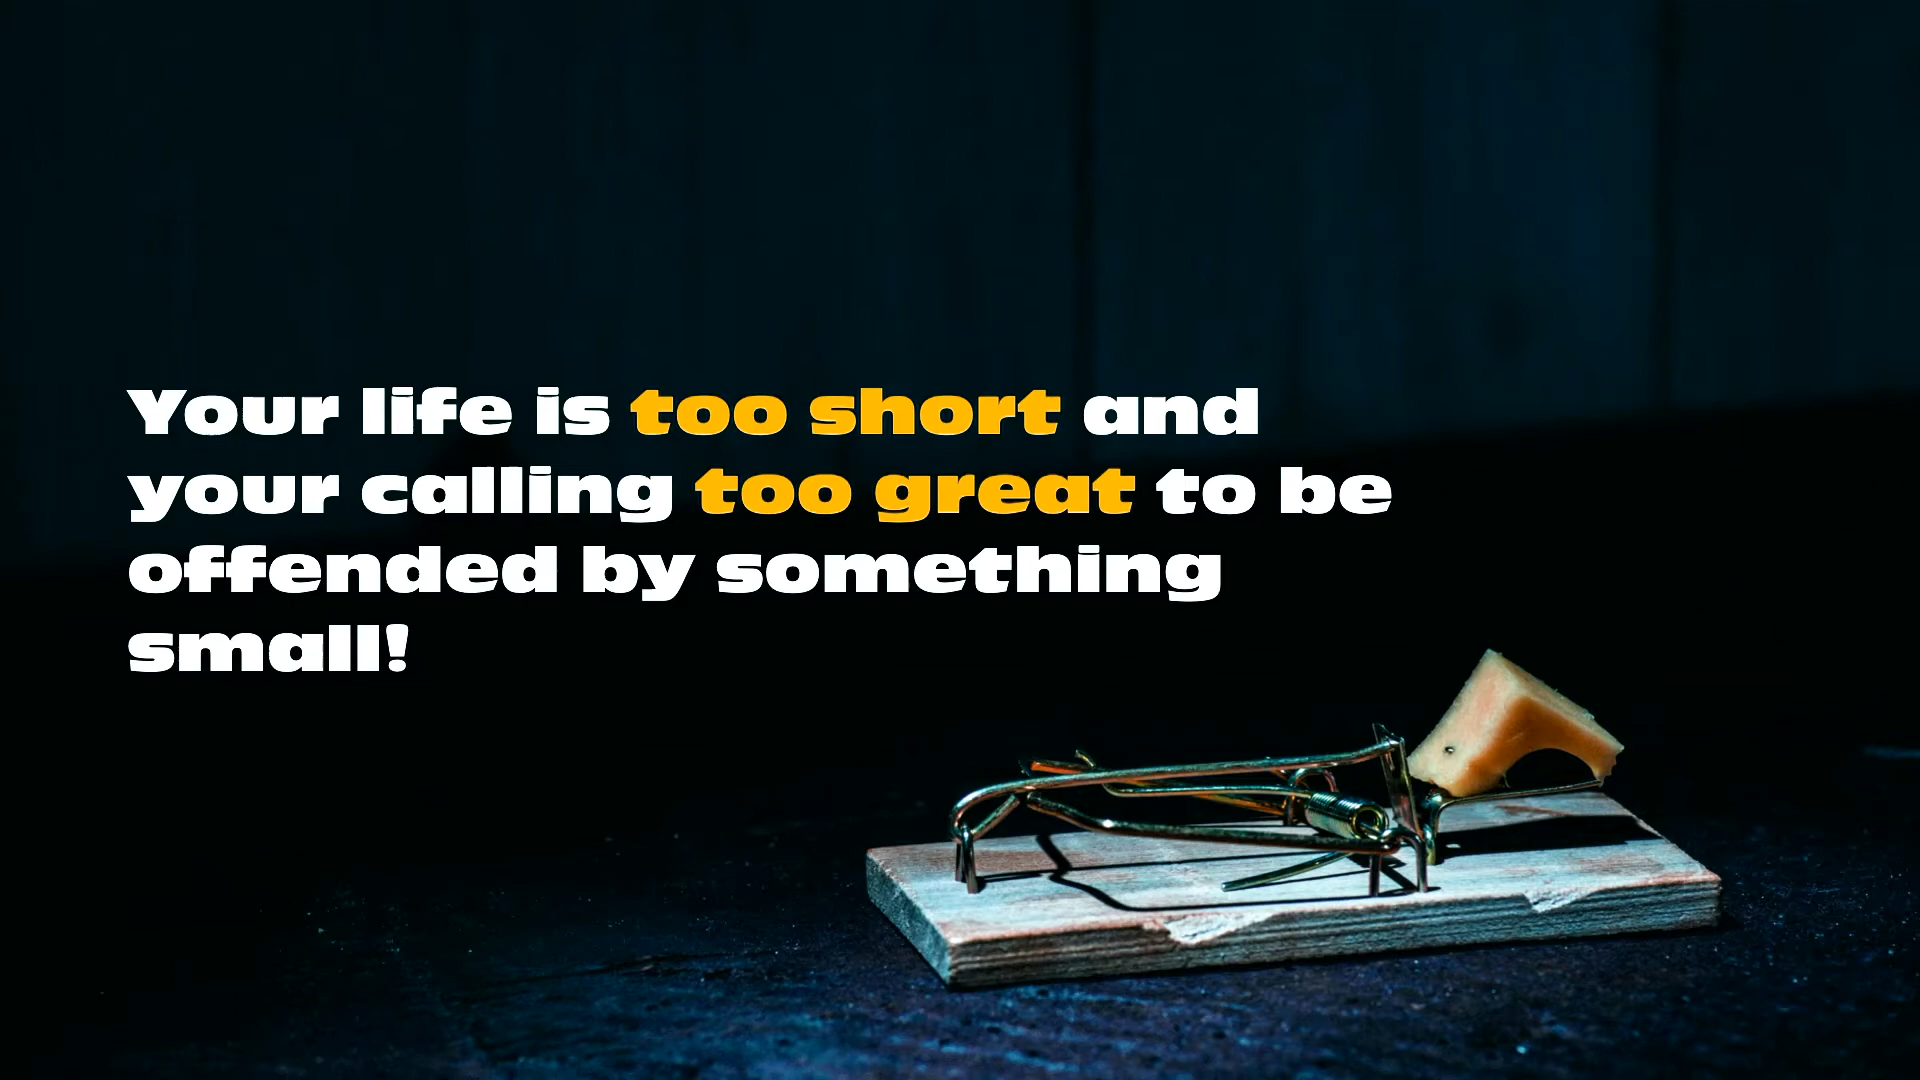 Your life is too short and
your calling too great to be
offended by something
small!